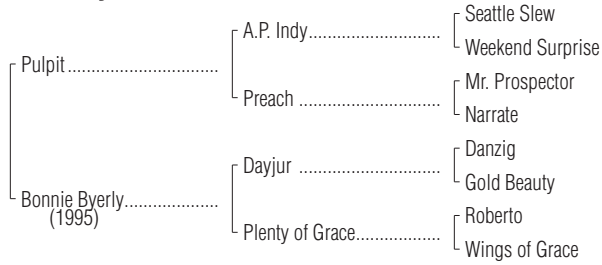 Seattle Slew
A.P. Indy..............................
Weekend Surprise
Pulpit.................................
Mr. Prospector
Preach ................................
Narrate
Danzig
Dayjur ................................
Gold Beauty
Bonnie Byerly....................
(1995)
Roberto
Plenty of Grace..................
Wings of Grace